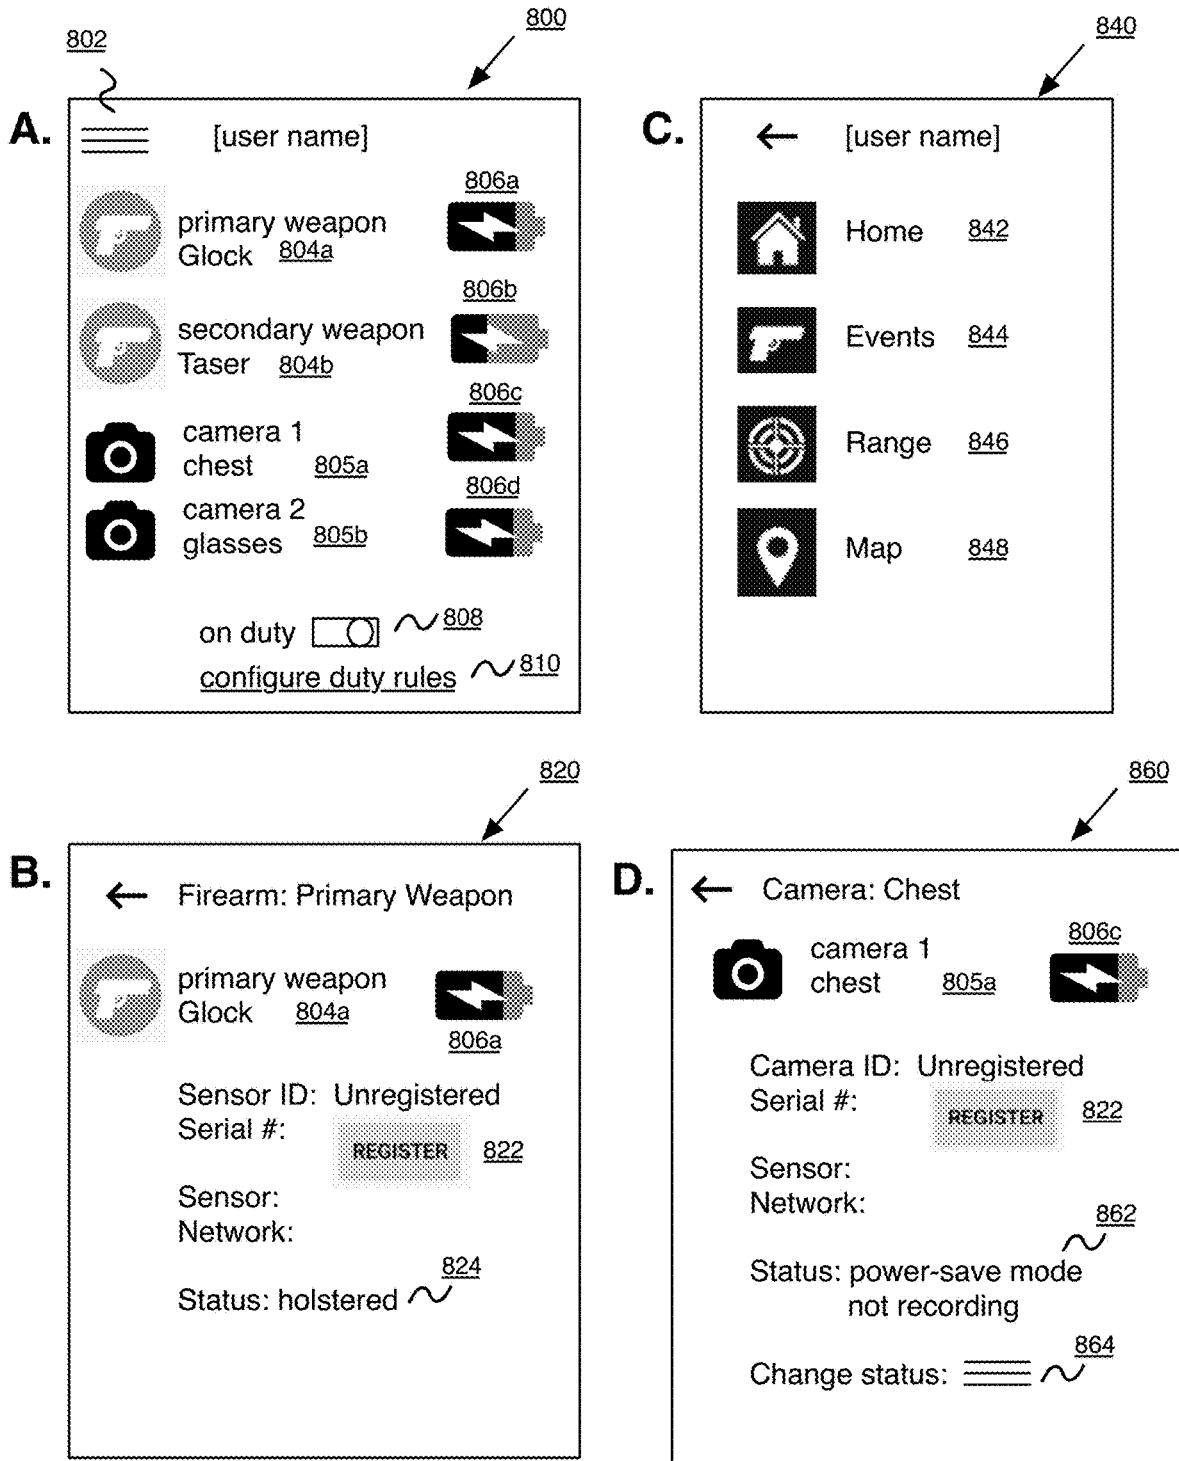 800
802
A.
[user name]
806a
primary weapon
Glock 804a
806b
secondary weapon
Taser 804b
806c
camera 1
chest 805a
806d
camera 2
glasses 805b
on duty 808
configure duty rules 810
840
C.
[user name]
Home 842
Events 844
Range 846
Map 848
820
B.
Firearm: Primary Weapon
primary weapon
Glock 804a
806a
Sensor ID: Unregistered
Serial #:
REGISTER 822
Sensor:
Network:
824
Status: holstered
860
D.
Camera: Chest
806c
camera 1
chest 805a
Camera ID: Unregistered
Serial #:
REGISTER 822
Sensor:
Network:
862
Status: power-save mode
not recording
864
Change status: